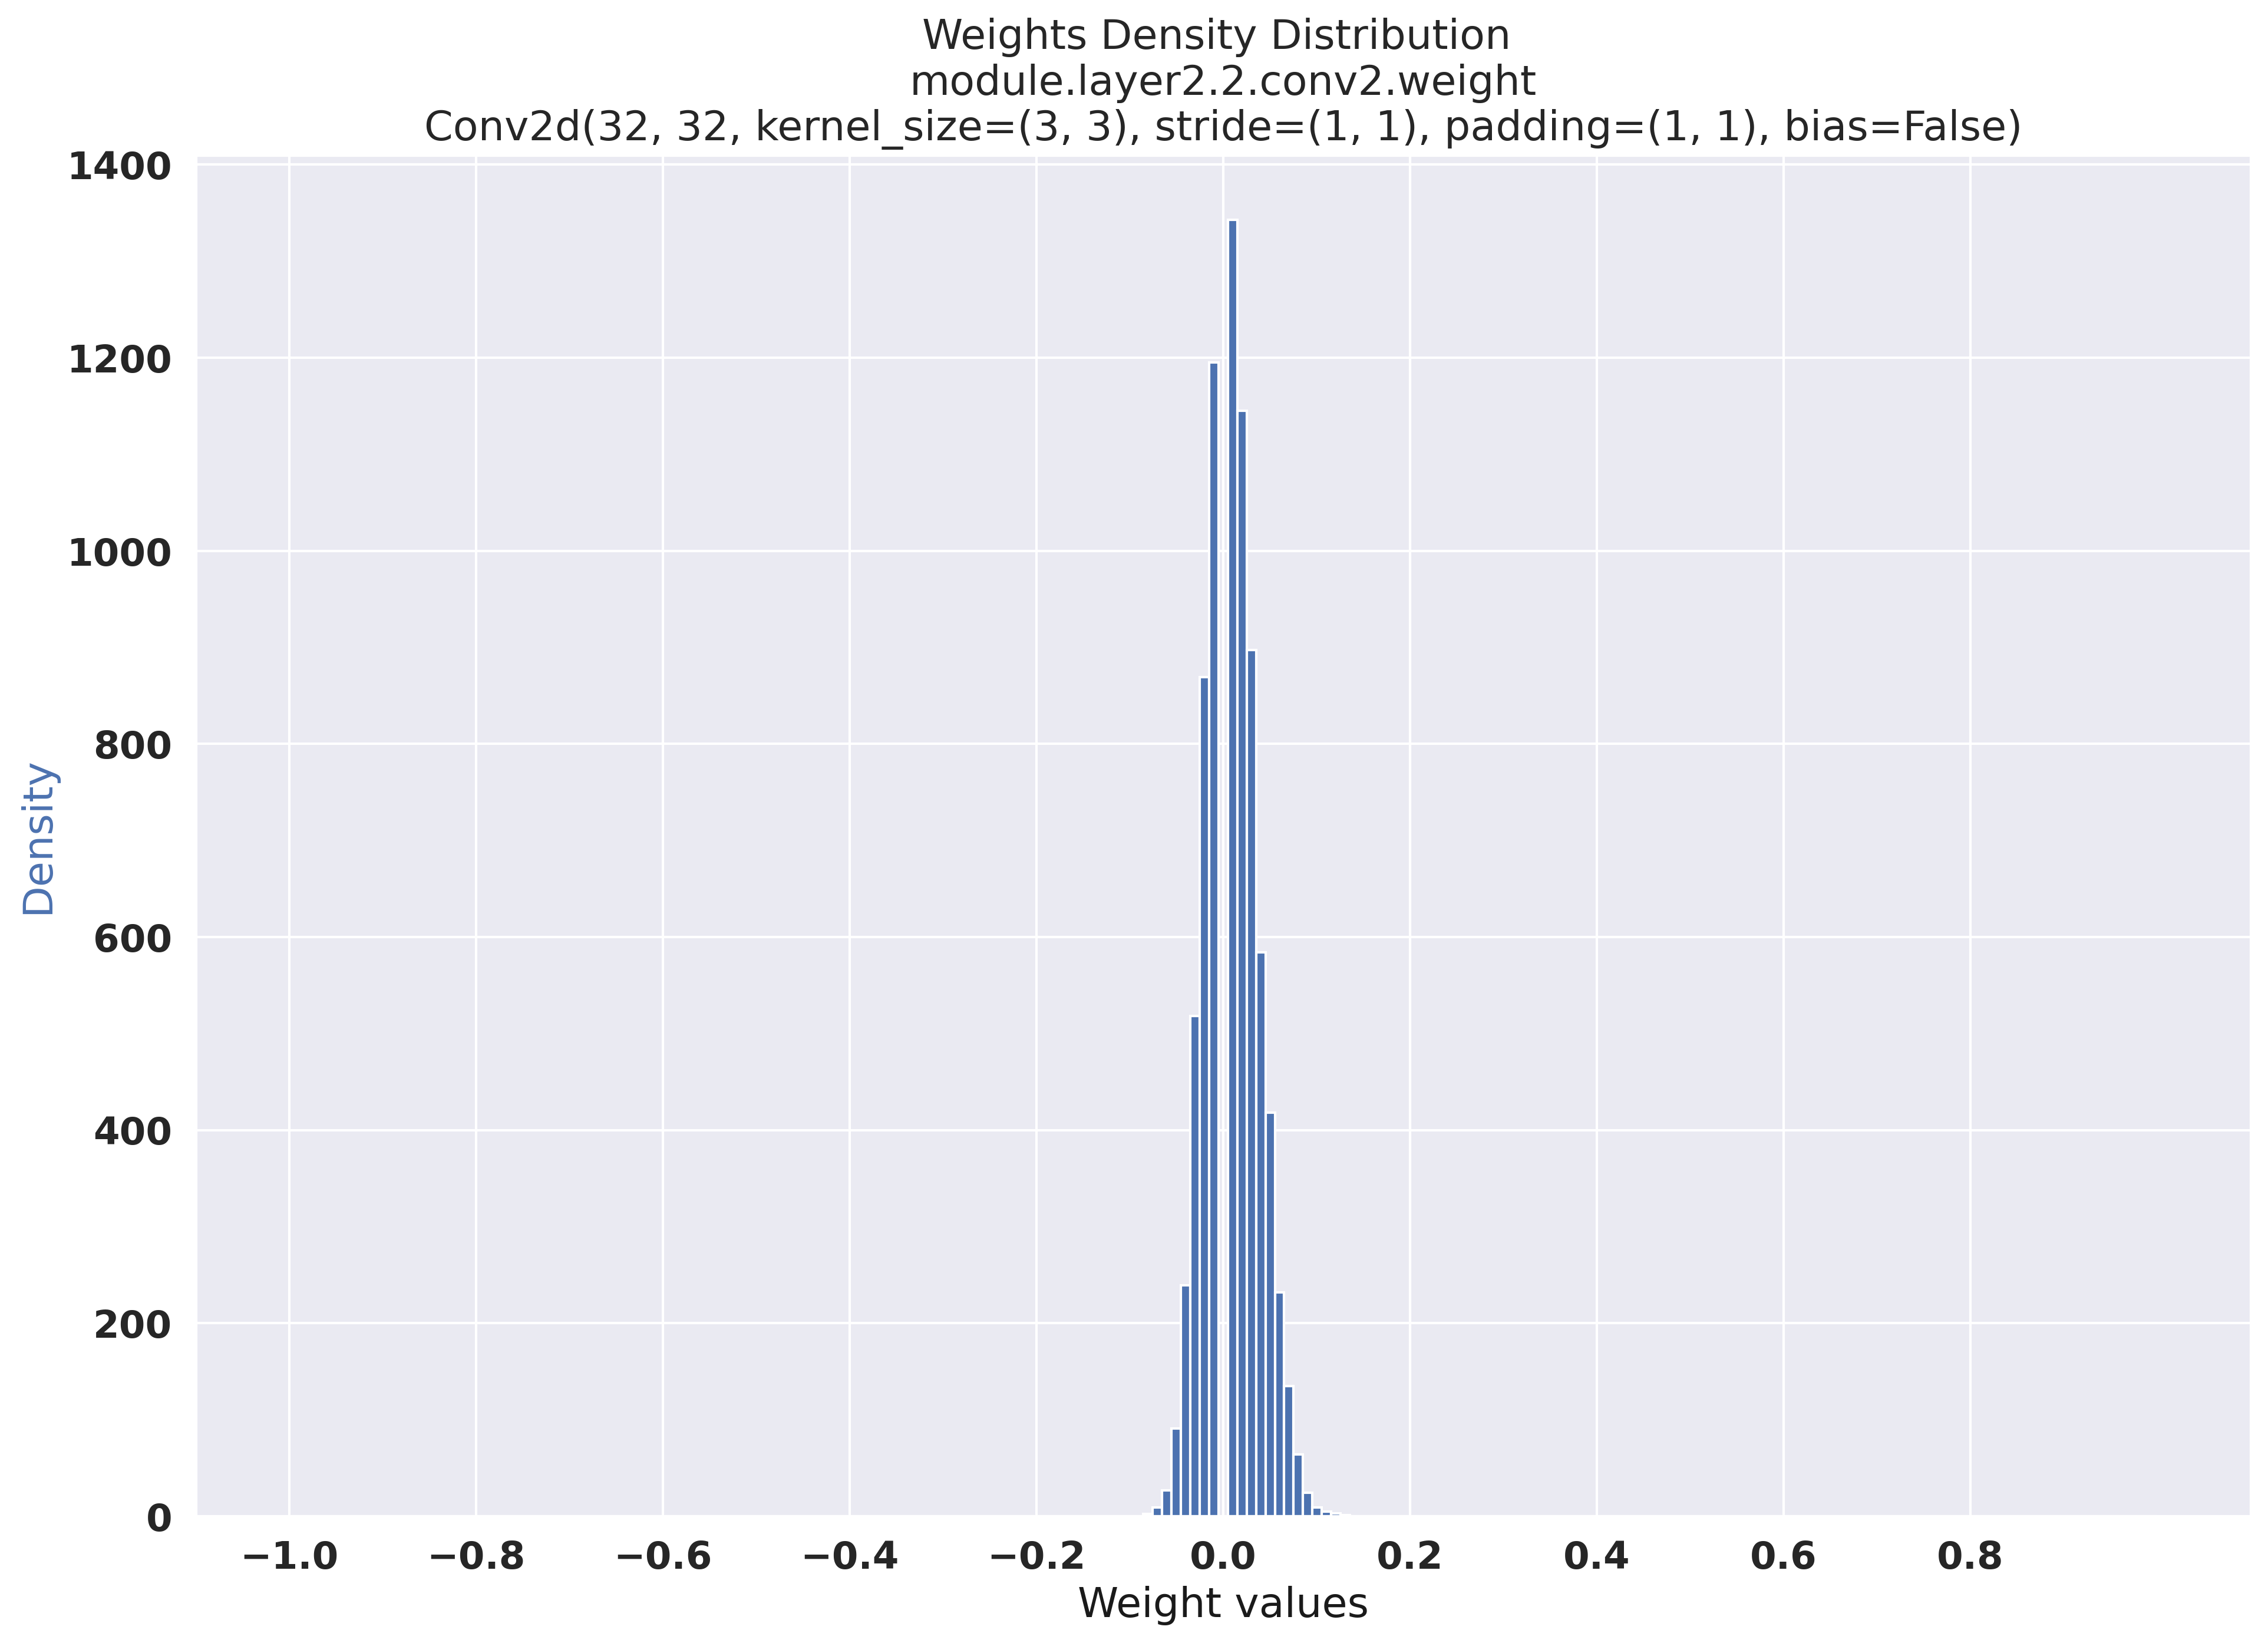 Weights Density Distribution
module.layer2.2.conv2.weight
Conv2d(32, 32, kernel_size=(3, 3), stride=(1, 1), padding=(1, 1), bias=False)
1400
1200
1000
800
600
400
200
0
Density
−1.0 −0.8 −0.6 −0.4 −0.2 0.0 0.2 0.4 0.6 0.8
Weight values